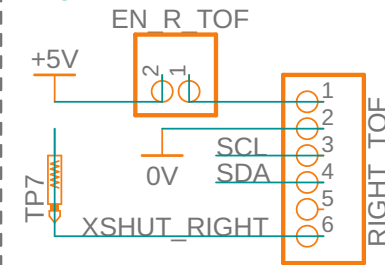 EN_R_TOF
+5V
2
1
1
2
SCL
3
0V
SDA
4
5
TP7
XSHUT_RIGHT
6
RIGHT_TOF